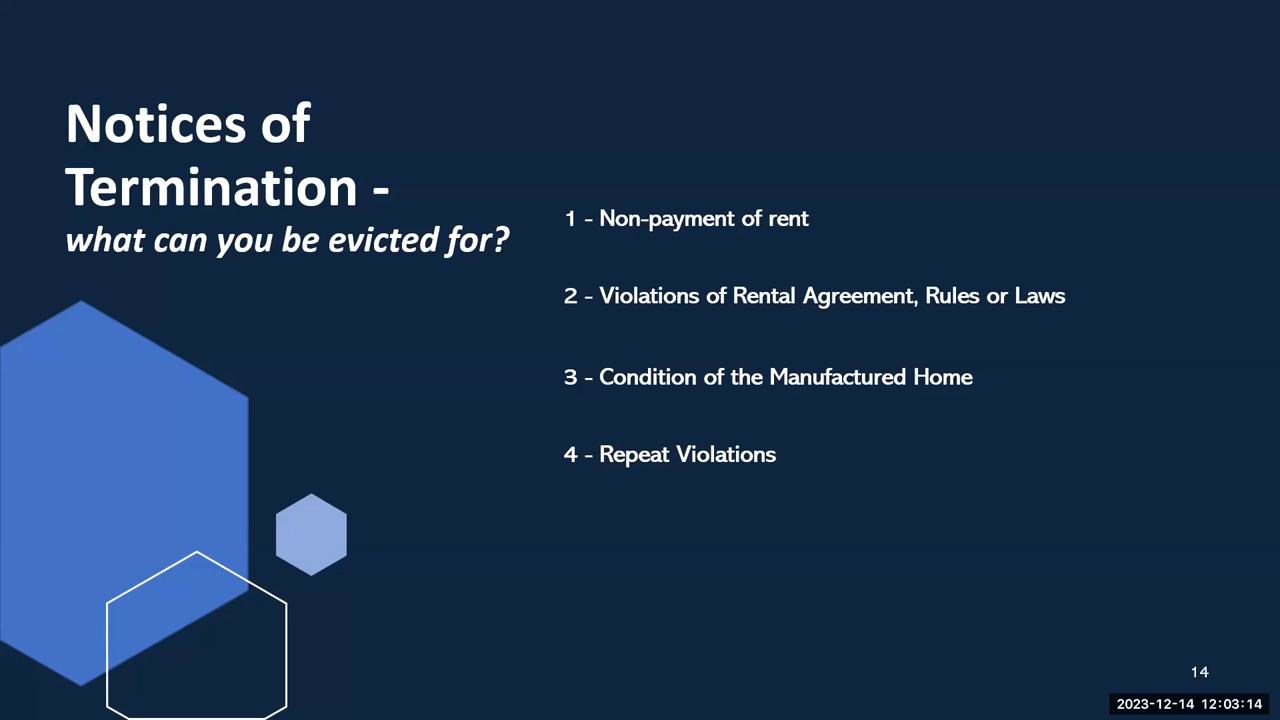 Notices of
Termination -
what can you be evicted for?
1 - Non-payment of rent
2 - Violations of Rental Agreement, Rules or Laws
3 - Condition of the Manufactured Home
4 - Repeat Violations
14
2023-12-14 12:03:14